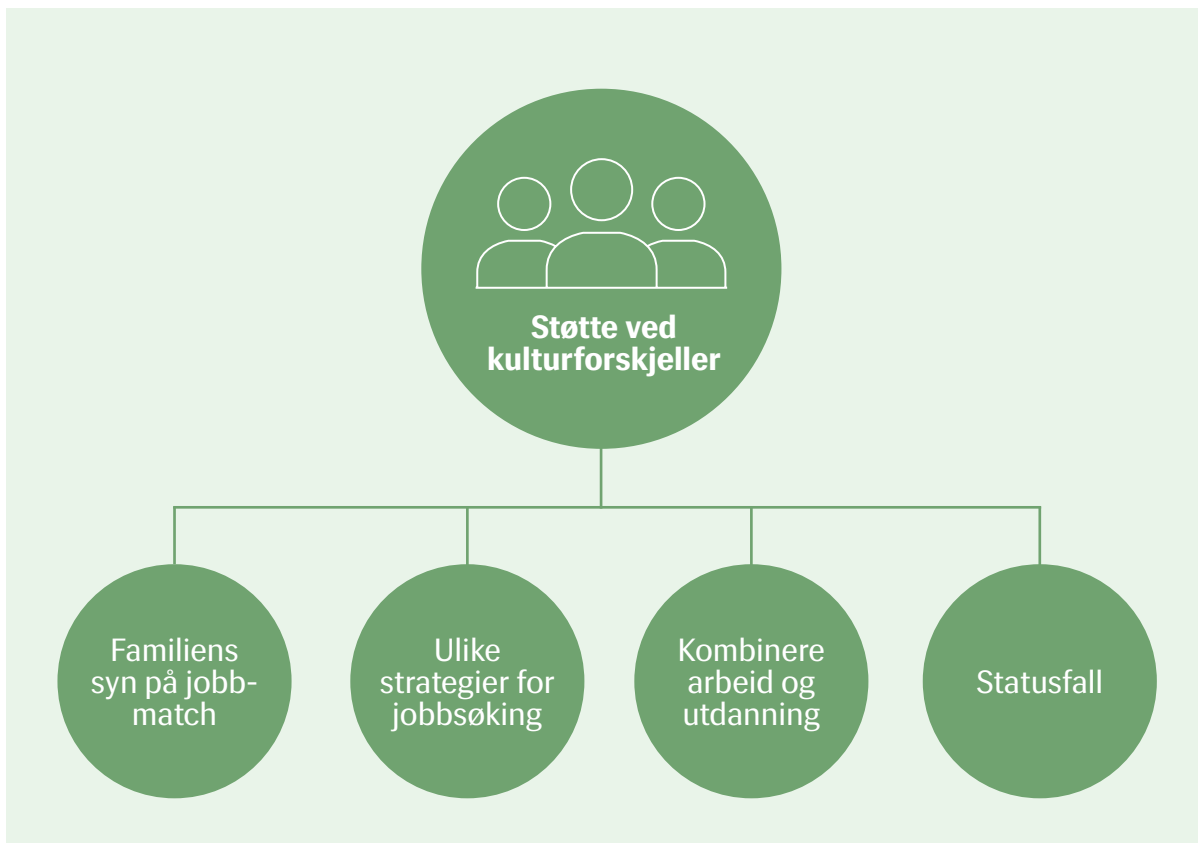 Støtte ved
kulturforskjeller
Familiens
syn på jobb-
match
Ulike
strategier for
jobbsøking
Kombinere
arbeid og
utdanning
Statusfall